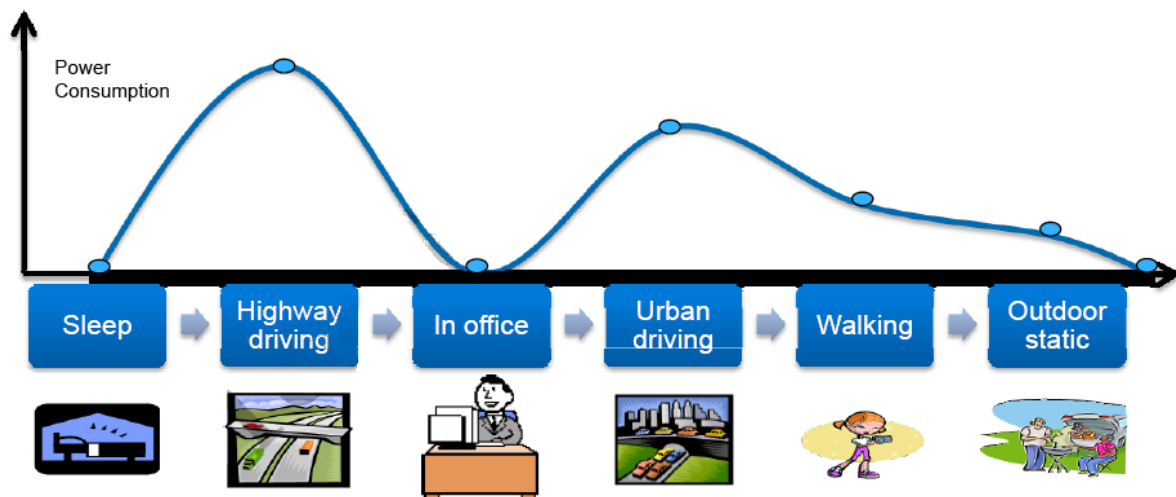 Power
Consumption
Sleep
Highway
driving
In office
Urban
driving
Walking
Outdoor
static